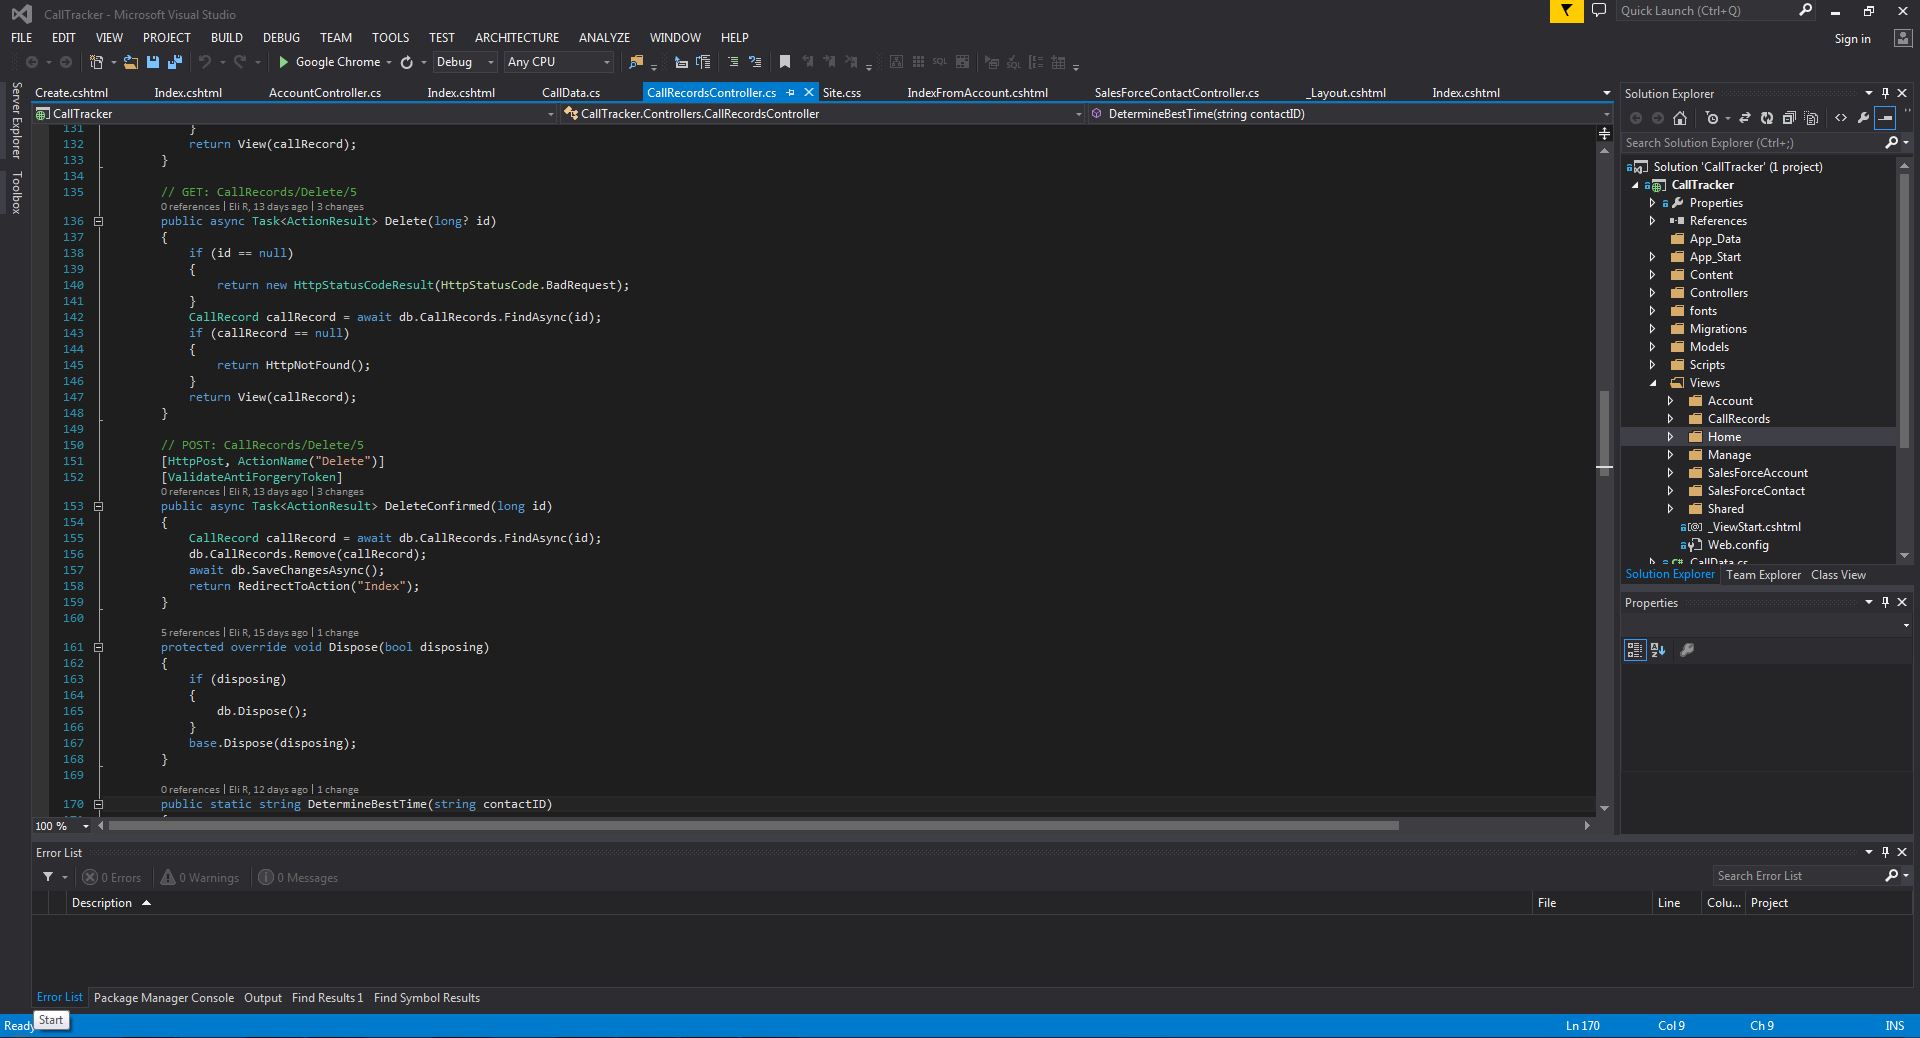 CallTracker - Microsoft Visual Studio
Quick Launch (Ctrl+Q)
FILE EDIT VIEW PROJECT BUILD DEBUG TEAM TOOLS TEST ARCHITECTURE ANALYZE WINDOW HELP
Sign in
Google Chrome Debug Any CPU
Server Explorer
Toolbox
Create.cshtml Index.cshtml AccountController.cs Index.cshtml CallData.cs CallRecordsController.cs Site.css IndexFromAccount.cshtml SalesForceContactController.cs _Layout.cshtml Index.cshtml
CallTracker CallTracker.Controllers.CallRecordsController DetermineBestTime(string contactID)
131 }
132 return View(callRecord);
133 }
134
135 // GET: CallRecords/Delete/5
0 references | Eli R, 13 days ago | 3 changes
136 public async Task<ActionResult> Delete(long? id)
137 {
138 if (id == null)
139 {
140 return new HttpStatusCodeResult(HttpStatusCode.BadRequest);
141 }
142 CallRecord callRecord = await db.CallRecords.FindAsync(id);
143 if (callRecord == null)
144 {
145 return HttpNotFound();
146 }
147 return View(callRecord);
148 }
149
150 // POST: CallRecords/Delete/5
151 [HttpPost, ActionName("Delete")]
152 [ValidateAntiForgeryToken]
0 references | Eli R, 13 days ago | 3 changes
153 public async Task<ActionResult> DeleteConfirmed(long id)
154 {
155 CallRecord callRecord = await db.CallRecords.FindAsync(id);
156 db.CallRecords.Remove(callRecord);
157 await db.SaveChangesAsync();
158 return RedirectToAction("Index");
159 }
160
5 references | Eli R, 15 days ago | 1 change
161 protected override void Dispose(bool disposing)
162 {
163 if (disposing)
164 {
165 db.Dispose();
166 }
167 base.Dispose(disposing);
168 }
169
0 references | Eli R, 12 days ago | 1 change
170 public static string DetermineBestTime(string contactID)
100 %
Solution Explorer
Search Solution Explorer (Ctrl+;)
Solution 'CallTracker' (1 project)
CallTracker
Properties
References
App_Data
App_Start
Content
Controllers
fonts
Migrations
Models
Scripts
Views
Account
CallRecords
Home
Manage
SalesForceAccount
SalesForceContact
Shared
_ViewStart.cshtml
Web.config
CallData.cs
Solution Explorer Team Explorer Class View
Properties
Error List
0 Errors 0 Warnings 0 Messages
Search Error List
Description File Line Colu... Project
Error List Package Manager Console Output Find Results 1 Find Symbol Results
Start
Ready Ln 170 Col 9 Ch 9 INS